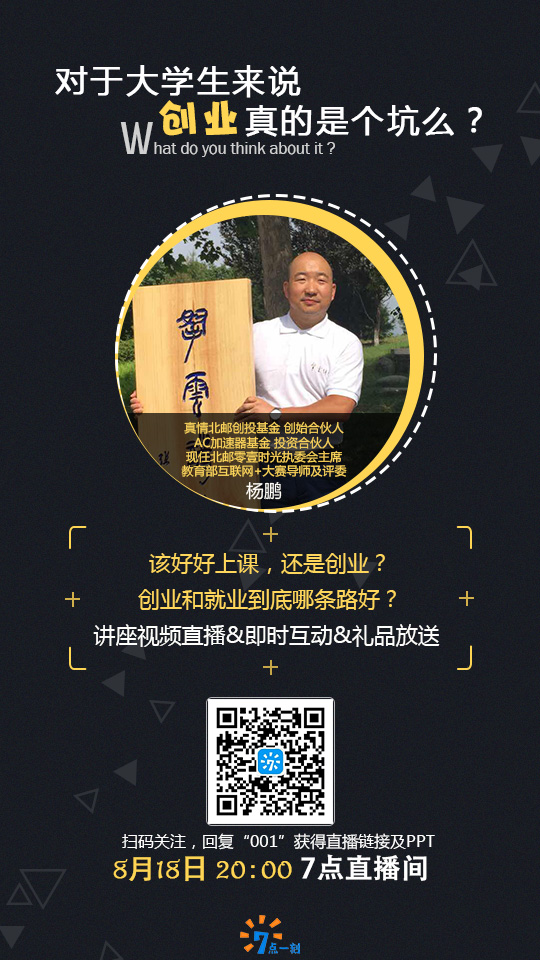 对于大学生来说
创业真的是个坑么？
What do you think about it？
雲
真情北邮创投基金 创始合伙人
AC加速器基金 投资合伙人
现任北邮零壹时光执委会主席
教育部互联网+大赛导师及评委
杨鹏
该好好上课，还是创业？
创业和就业到底哪条路好？
讲座视频直播&即时互动&礼品放送
7
扫码关注，回复“001”获得直播链接及PPT
8月18日 20:00 7点直播间
7点一刻